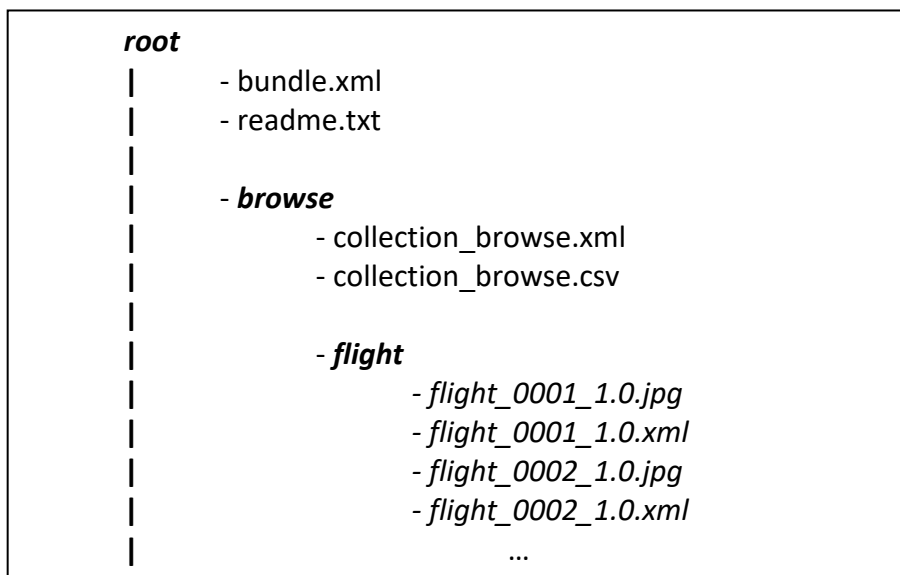 root
| - bundle.xml
| - readme.txt
|
| - browse
| - collection_browse.xml
| - collection_browse.csv
|
| - flight
| - flight_0001_1.0.jpg
| - flight_0001_1.0.xml
| - flight_0002_1.0.jpg
| - flight_0002_1.0.xml
| ...